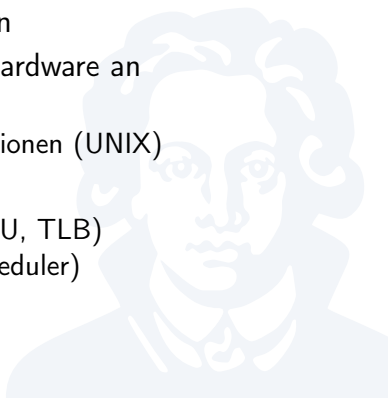 n
ardware an
ionen (UNIX)
U, TLB)
eduler)